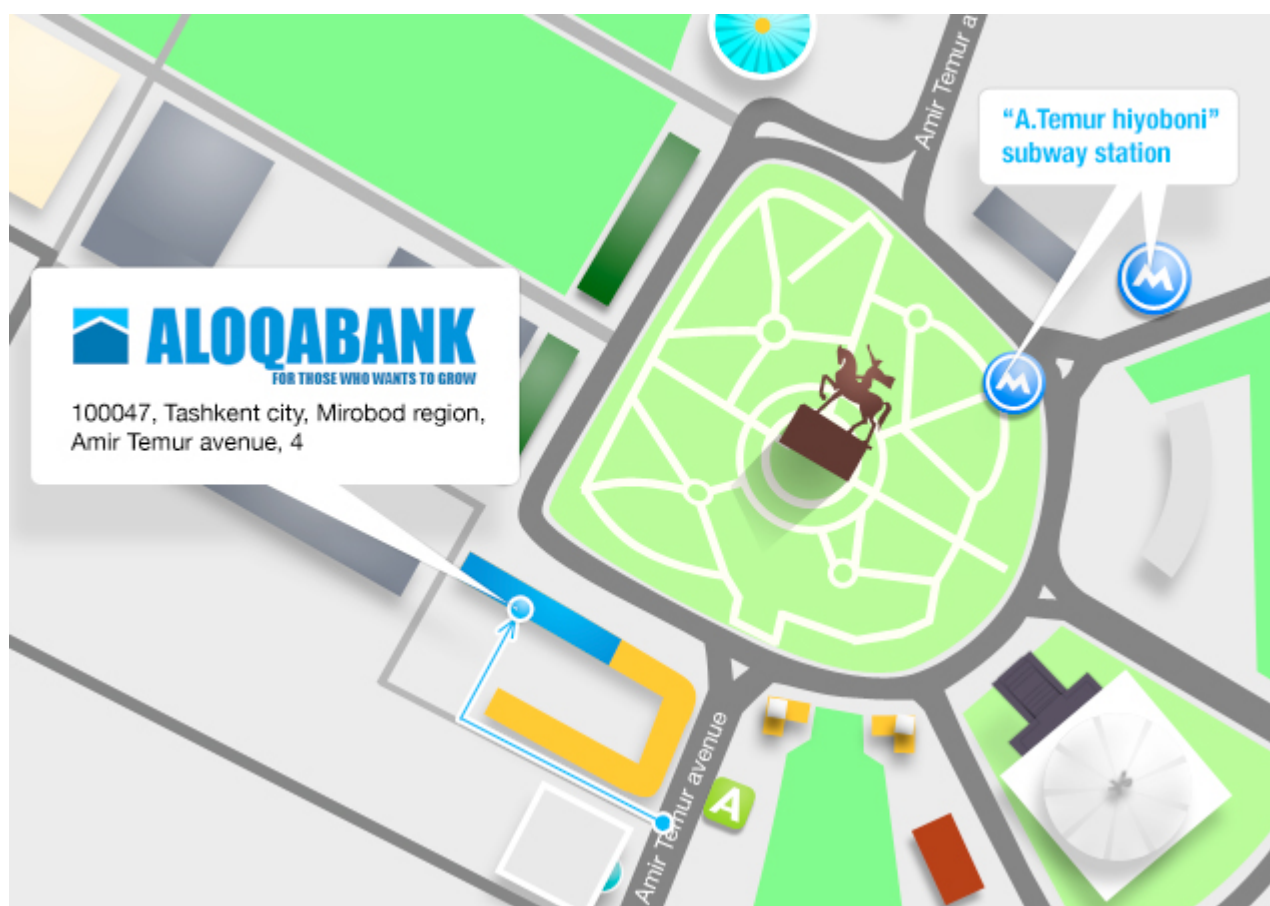 Amir Temur a
“A.Temur hiyoboni”
subway station
M
M
ALOQABANK
FOR THOSE WHO WANTS TO GROW
100047, Tashkent city, Mirobod region,
Amir Temur avenue, 4
Amir Temur avenue
A